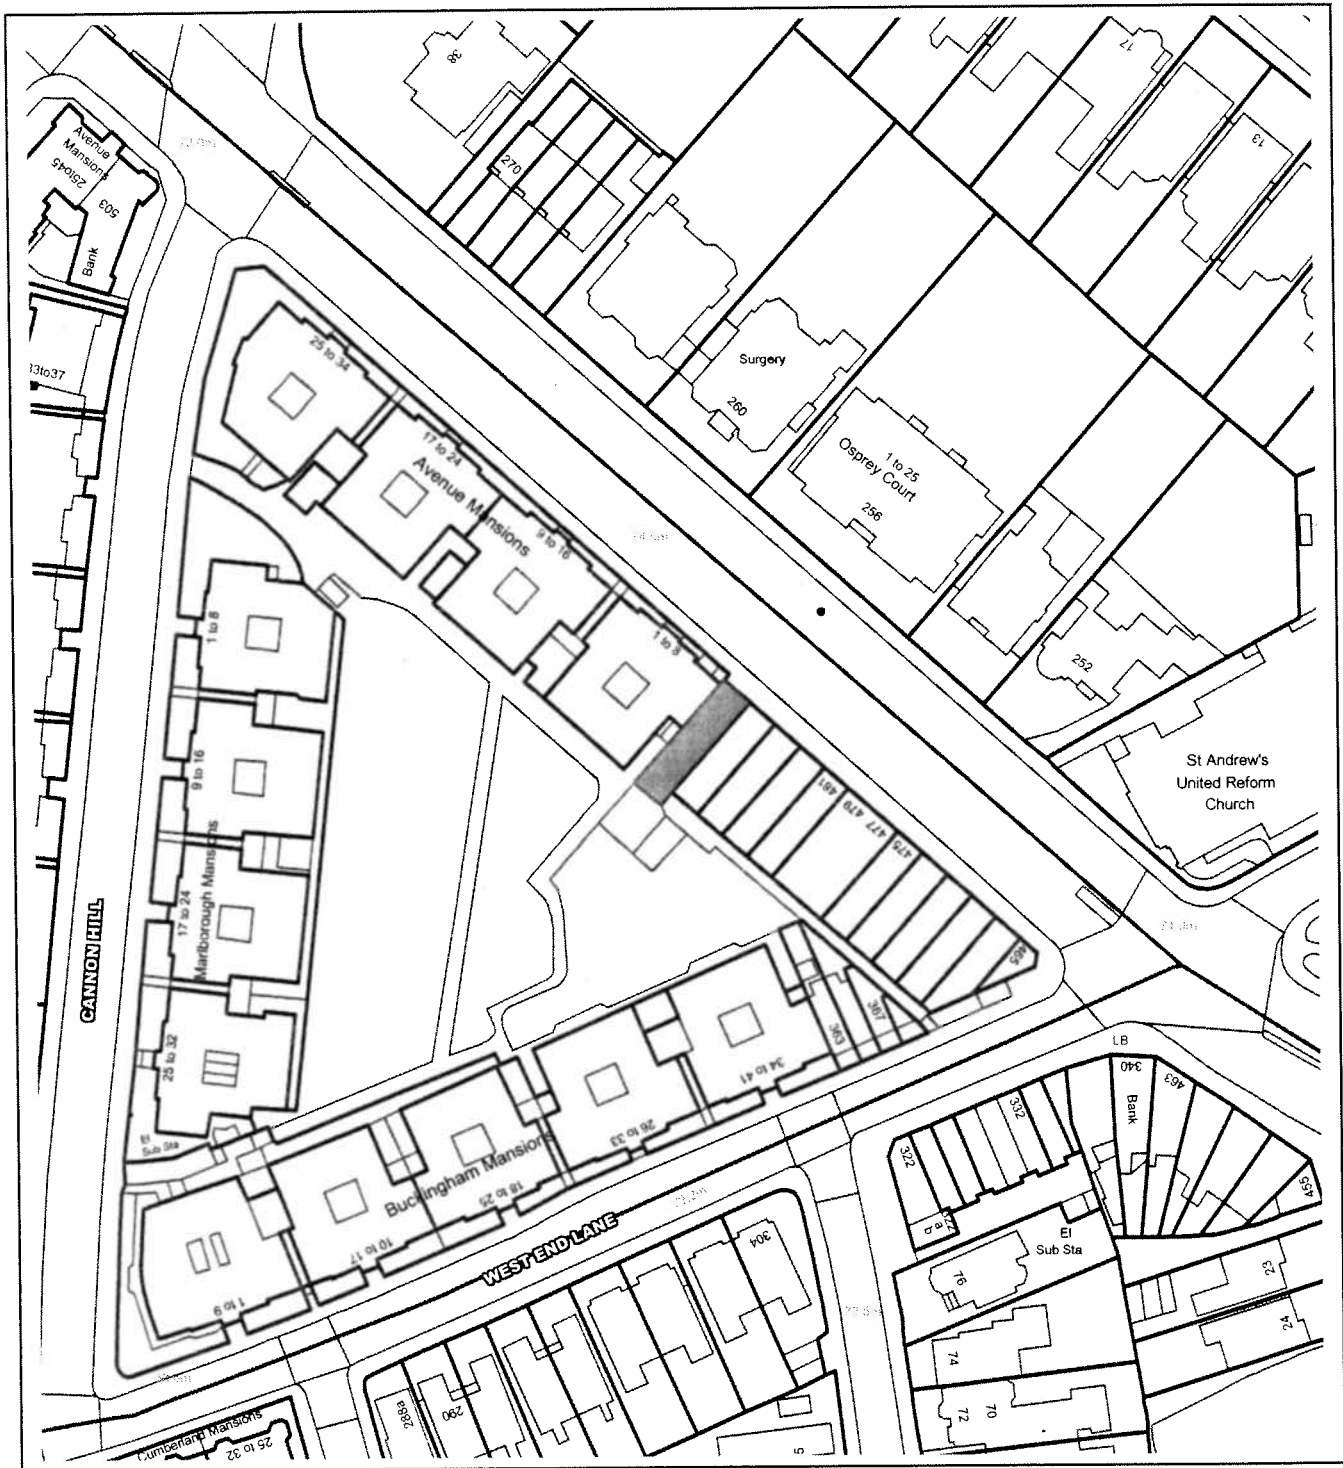 38
17
13
Avenue
Mansions
25to45
503
Bank
270
33to37
25 to 34
17 to 24
Avenue Mansions
9 to 16
1 to 8
Surgery
260
1 to 25
Osprey Court
256
252
St Andrew's
United Reform
Church
1 to 8
9 to 16
Marlborough Mansions
17 to 24
25 to 32
El
Sub Sta
CANNON HILL
481
479
477
475
465
363
367
34 to 41
26 to 33
Buckingham Mansions
18 to 25
10 to 17
1 to 9
WEST END LANE
LB
340
Bank
463
455
332
322
El
Sub Sta
76
74
72
70
23
24
304
290
288a
Cumberland Mansions
25 to 32
5